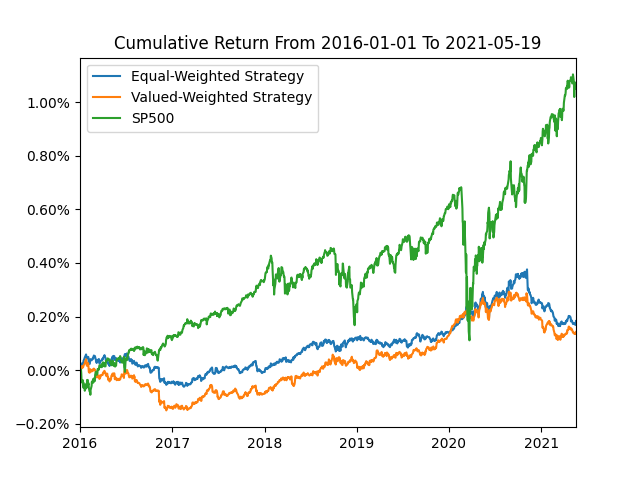 Cumulative Return From 2016-01-01 To 2021-05-19
Equal-Weighted Strategy
Valued-Weighted Strategy
SP500
1.00%
0.80%
0.60%
0.40%
0.20%
0.00%
−0.20%
2016 2017 2018 2019 2020 2021